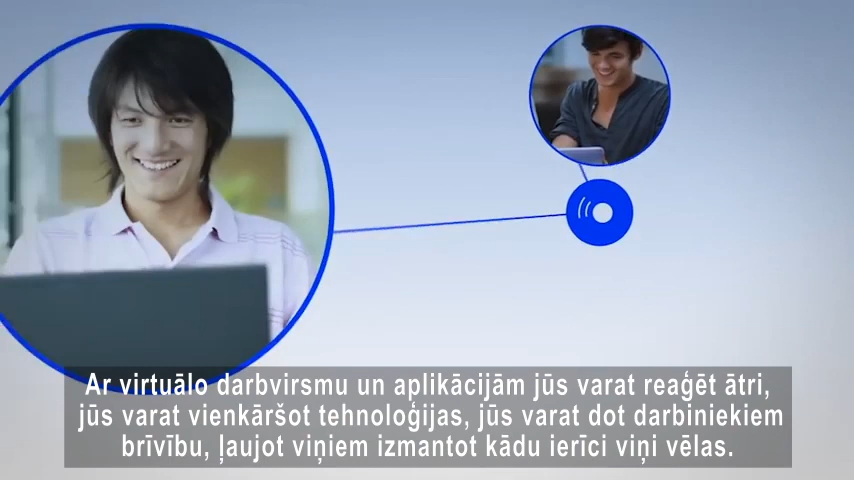 Ar virtuālo darbvirsmu un aplikācijām jūs varat reaģēt ātri,
jūs varat vienkāršot tehnoloģijas, jūs varat dot darbiniekiem
brīvību, ļaujot viņiem izmantot kādu ierīci viņi vēlas.